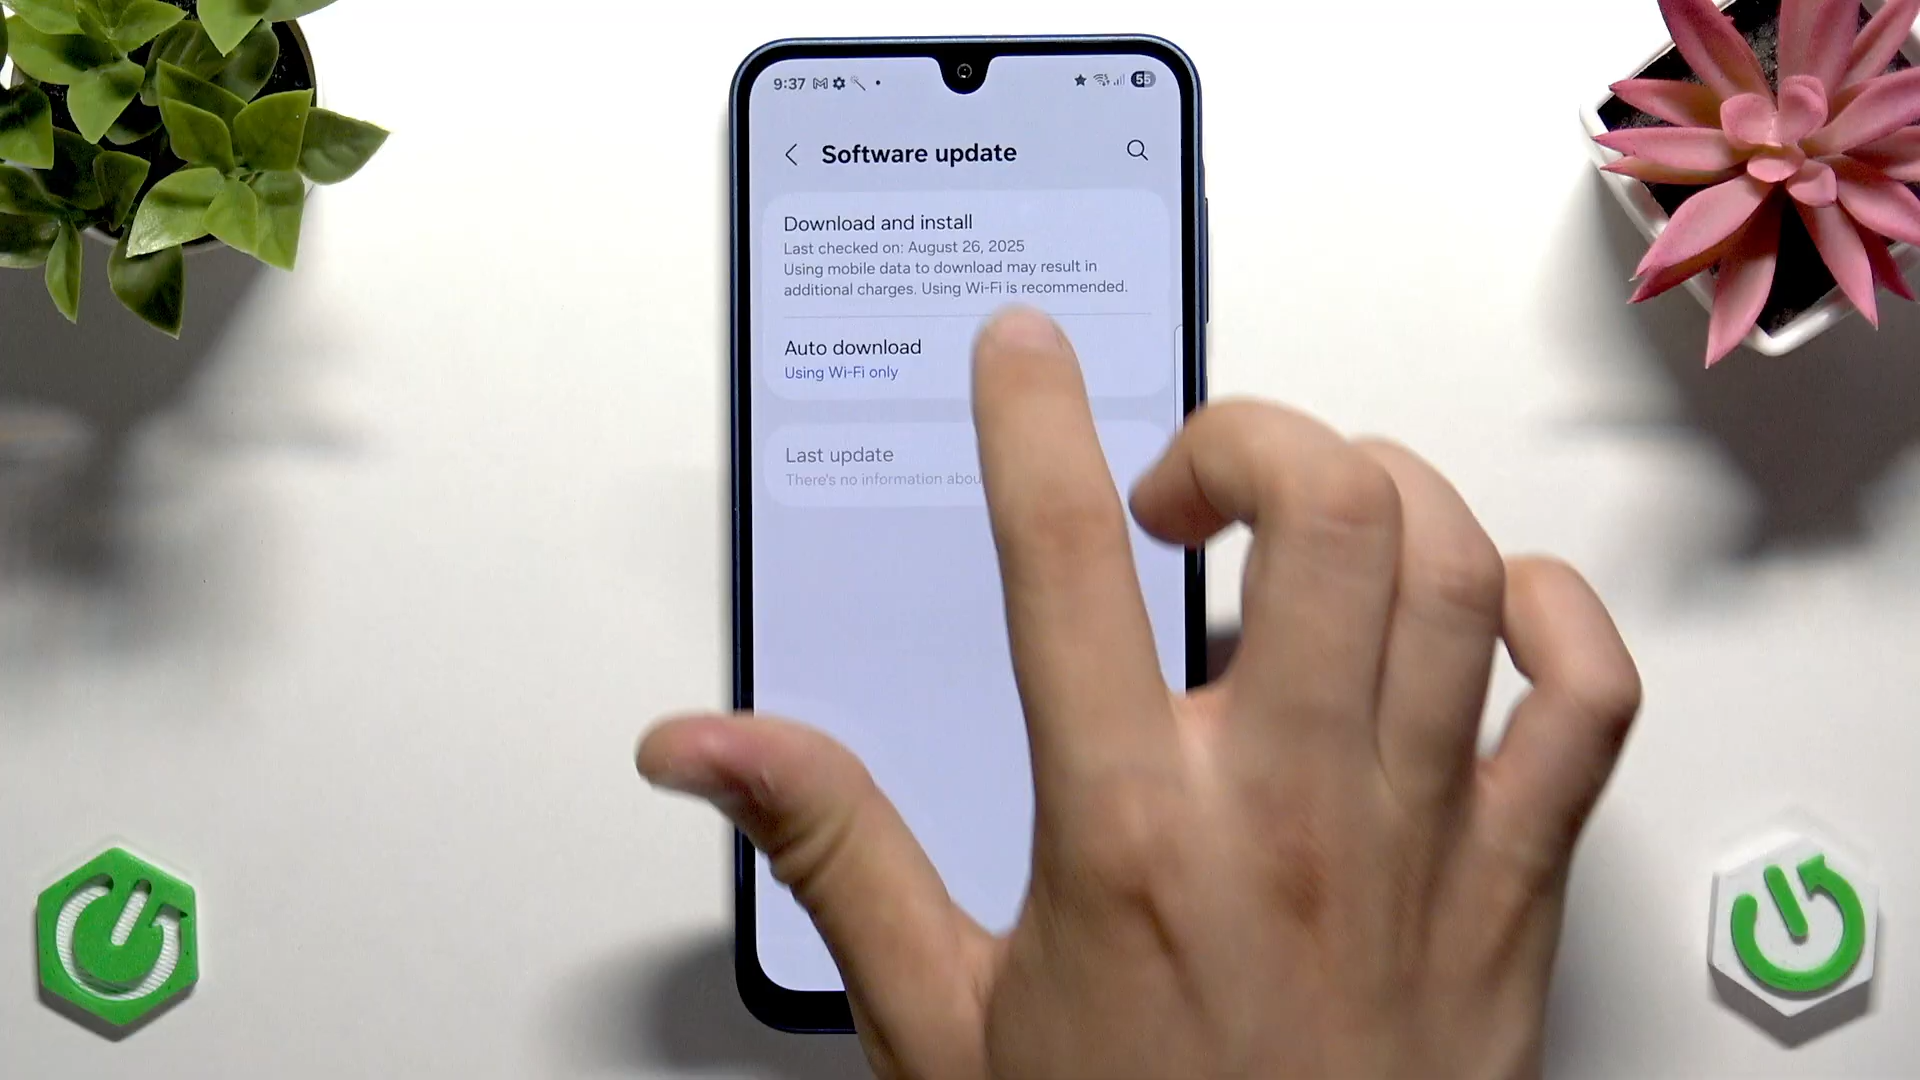 9:37
55
Software update
Download and install
Last checked on: August 26, 2025
Using mobile data to download may result in
additional charges. Using Wi-Fi is recommended.
Auto download
Using Wi-Fi only
Last update
There's no information